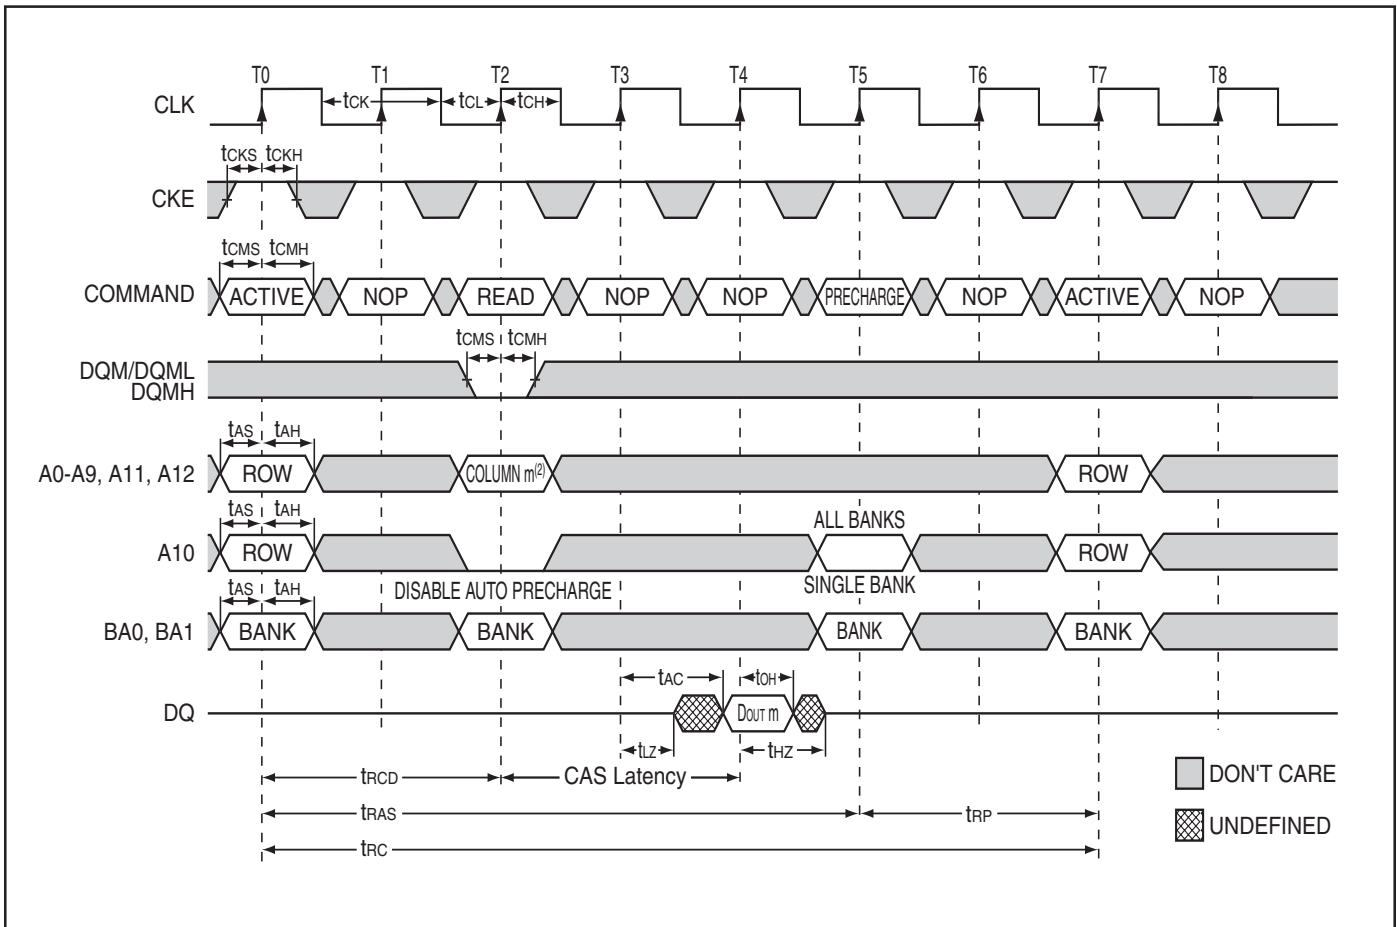 T0 T1 T2 T3 T4 T5 T6 T7 T8
CLK
tCK tCL tCH
tCKS tCKH
CKE
tCMS tCMH
COMMAND ACTIVE NOP READ NOP NOP PRECHARGE NOP ACTIVE NOP
tCMS tCMH
DQM/DQML
DQMH
tAS tAH
A0-A9, A11, A12 ROW COLUMN m(2) ROW
tAS tAH ALL BANKS
A10 ROW ROW
DISABLE AUTO PRECHARGE SINGLE BANK
tAS tAH
BA0, BA1 BANK BANK BANK BANK
tAC tOH
DQ DOUT m
tLZ tHZ
tRCD CAS Latency
DON'T CARE
tRAS tRP
UNDEFINED
tRC